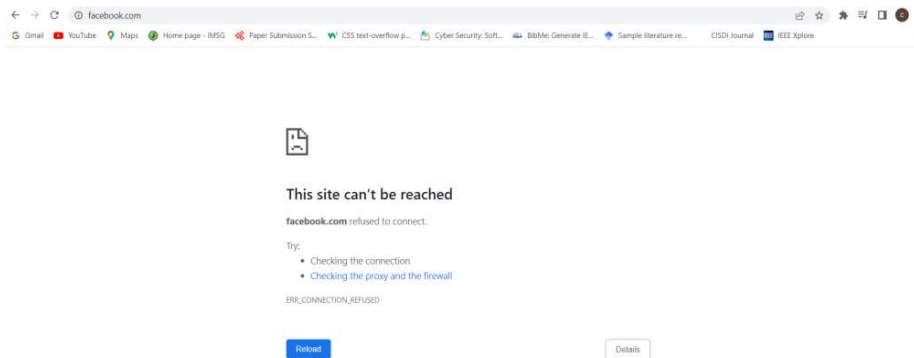 facebook.com
Gmail YouTube Maps Home page - IMSG Paper Submission S... CSS text-overflow p... Cyber Security: Soft... BibMe: Generate IE... Sample literature re... CISDI Journal IEEE Xplore
This site can't be reached
facebook.com refused to connect.
Try:
• Checking the connection
• Checking the proxy and the firewall
ERR_CONNECTION_REFUSED
Reload Details